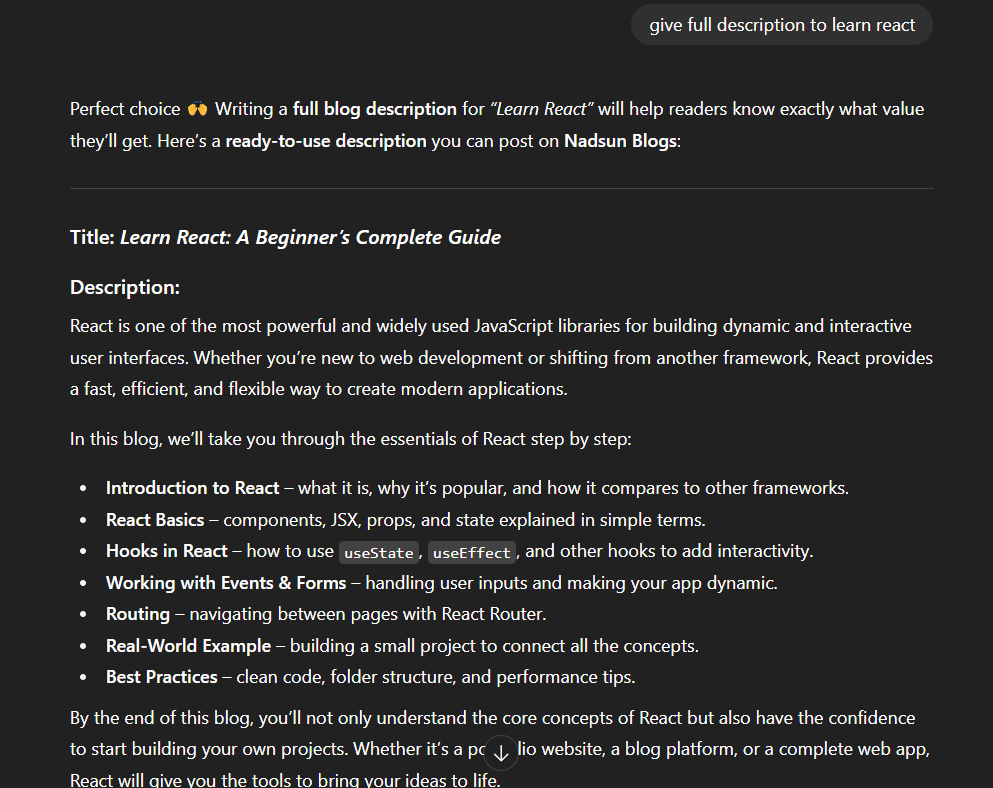 give full description to learn react
Perfect choice 🙌 Writing a full blog description for “Learn React” will help readers know exactly what value
they’ll get. Here’s a ready-to-use description you can post on Nadsun Blogs:
Title: Learn React: A Beginner’s Complete Guide
Description:
React is one of the most powerful and widely used JavaScript libraries for building dynamic and interactive
user interfaces. Whether you’re new to web development or shifting from another framework, React provides
a fast, efficient, and flexible way to create modern applications.
In this blog, we’ll take you through the essentials of React step by step:
• Introduction to React – what it is, why it’s popular, and how it compares to other frameworks.
• React Basics – components, JSX, props, and state explained in simple terms.
• Hooks in React – how to use useState, useEffect, and other hooks to add interactivity.
• Working with Events & Forms – handling user inputs and making your app dynamic.
• Routing – navigating between pages with React Router.
• Real-World Example – building a small project to connect all the concepts.
• Best Practices – clean code, folder structure, and performance tips.
By the end of this blog, you’ll not only understand the core concepts of React but also have the confidence
to start building your own projects. Whether it’s a website, a blog platform, or a complete web app,
React will give you the tools to bring your ideas to life.